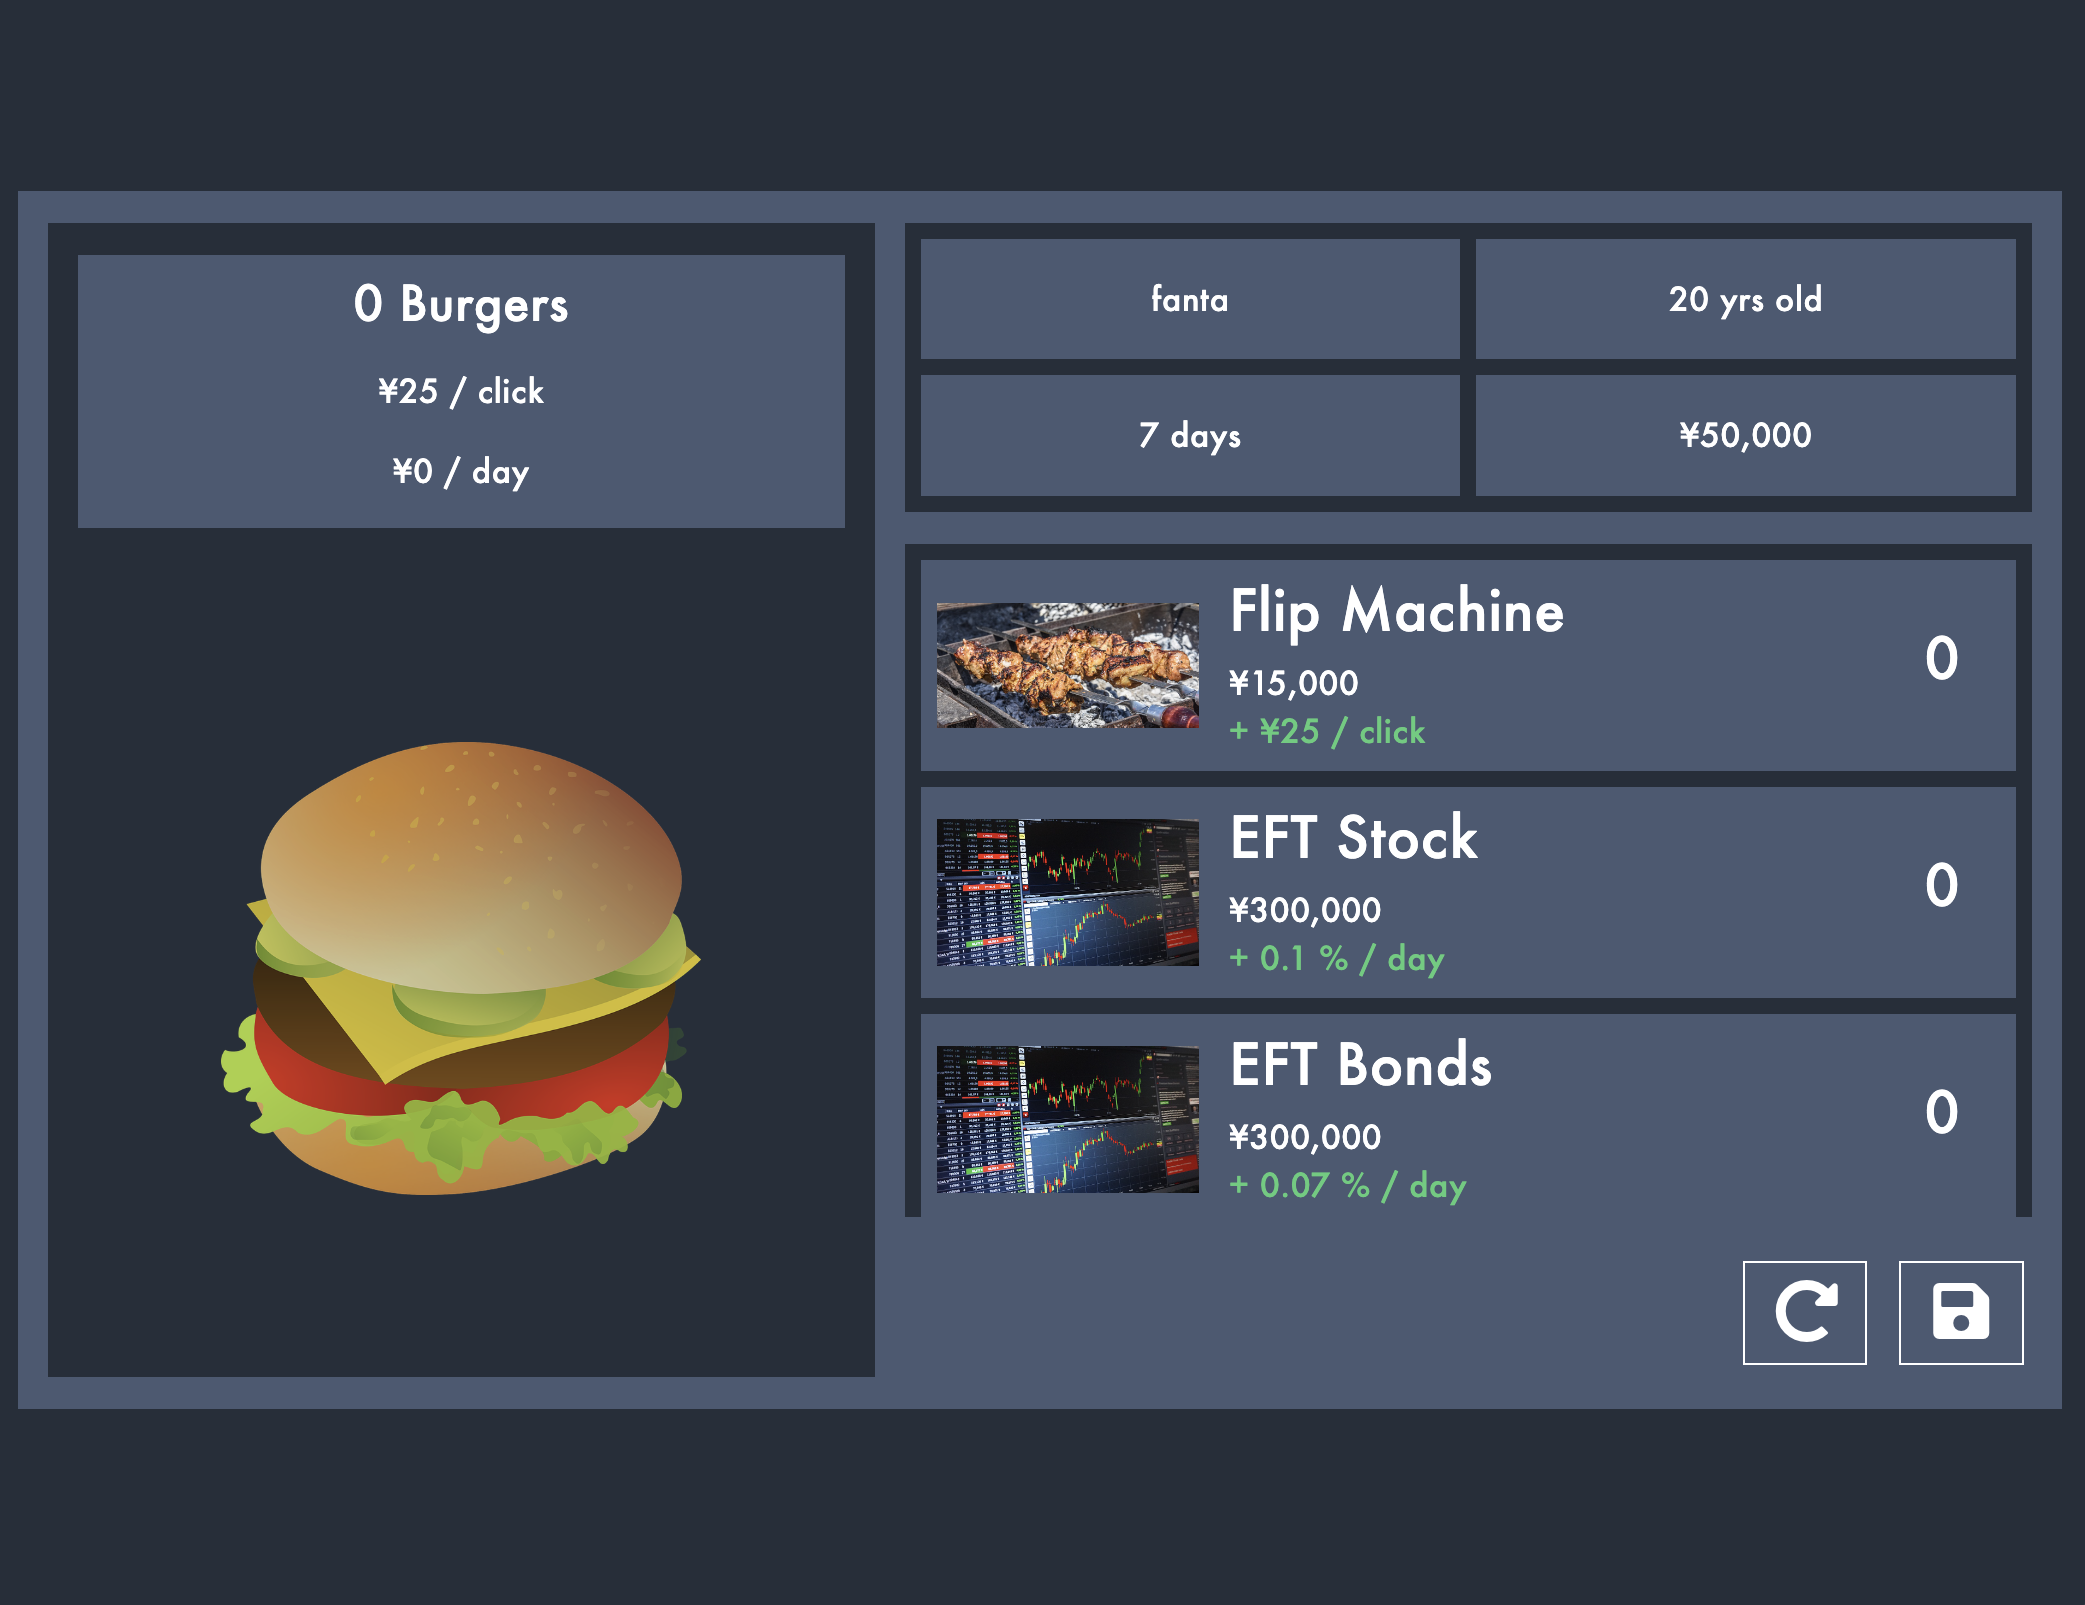 0 Burgers
¥25 / click
¥0 / day
fanta
20 yrs old
7 days
¥50,000
Flip Machine
¥15,000
+ ¥25 / click
0
EFT Stock
¥300,000
+ 0.1 % / day
0
EFT Bonds
¥300,000
+ 0.07 % / day
0